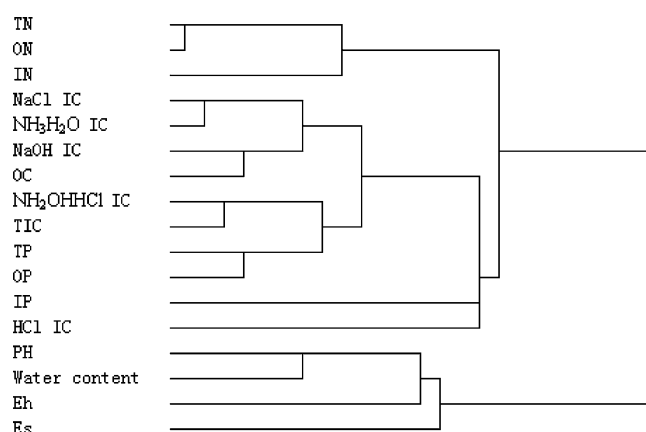 TN
ON
IN
NaCl IC
NH₃H₂O IC
NaOH IC
OC
NH₂OHHCl IC
TIC
TP
OP
IP
HCl IC
PH
Water content
Eh
Es